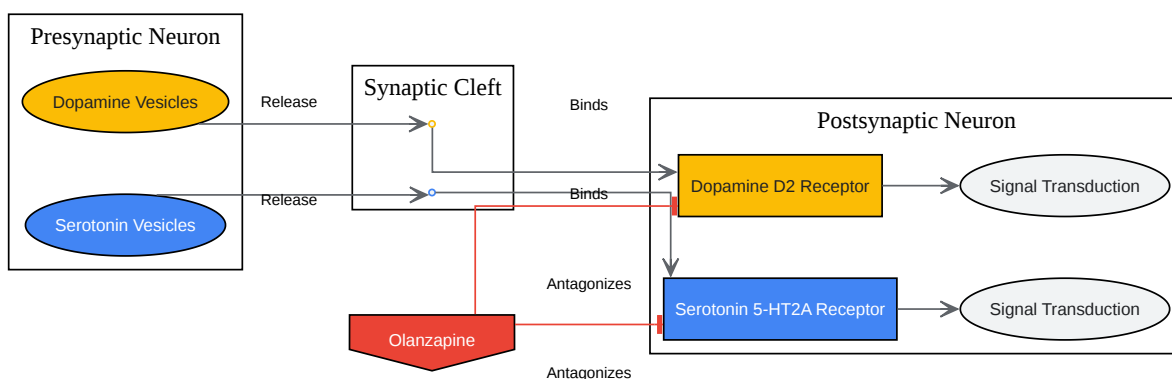 Presynaptic Neuron
Dopamine Vesicles
Release
Serotonin Vesicles
Release
Synaptic Cleft
Binds
Binds
Postsynaptic Neuron
Dopamine D2 Receptor
Signal Transduction
Antagonizes
Serotonin 5-HT2A Receptor
Signal Transduction
Olanzapine
Antagonizes